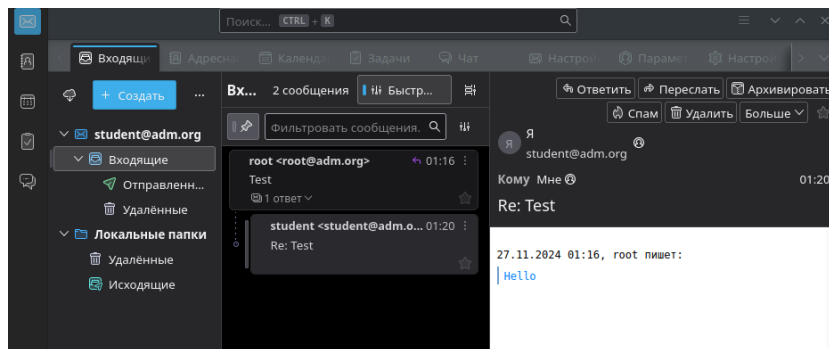 Поиск... CTRL + K
Входящи Адресна Календа Задачи Чат Настрой Парамет Настрой
+ Создать ...
student@adm.org
Входящие
Отправленн...
Удалённые
Локальные папки
Удалённые
Исходящие
Вх... 2 сообщения Быстр...
Фильтровать сообщения.
root <root@adm.org> 01:16
Test
1 ответ
student <student@adm.o... 01:20
Re: Test
Ответить Переслать Архивировать
Спам Удалить Больше
Я Я
student@adm.org
Кому Мне 01:20
Re: Test
27.11.2024 01:16, root пишет:
Hello